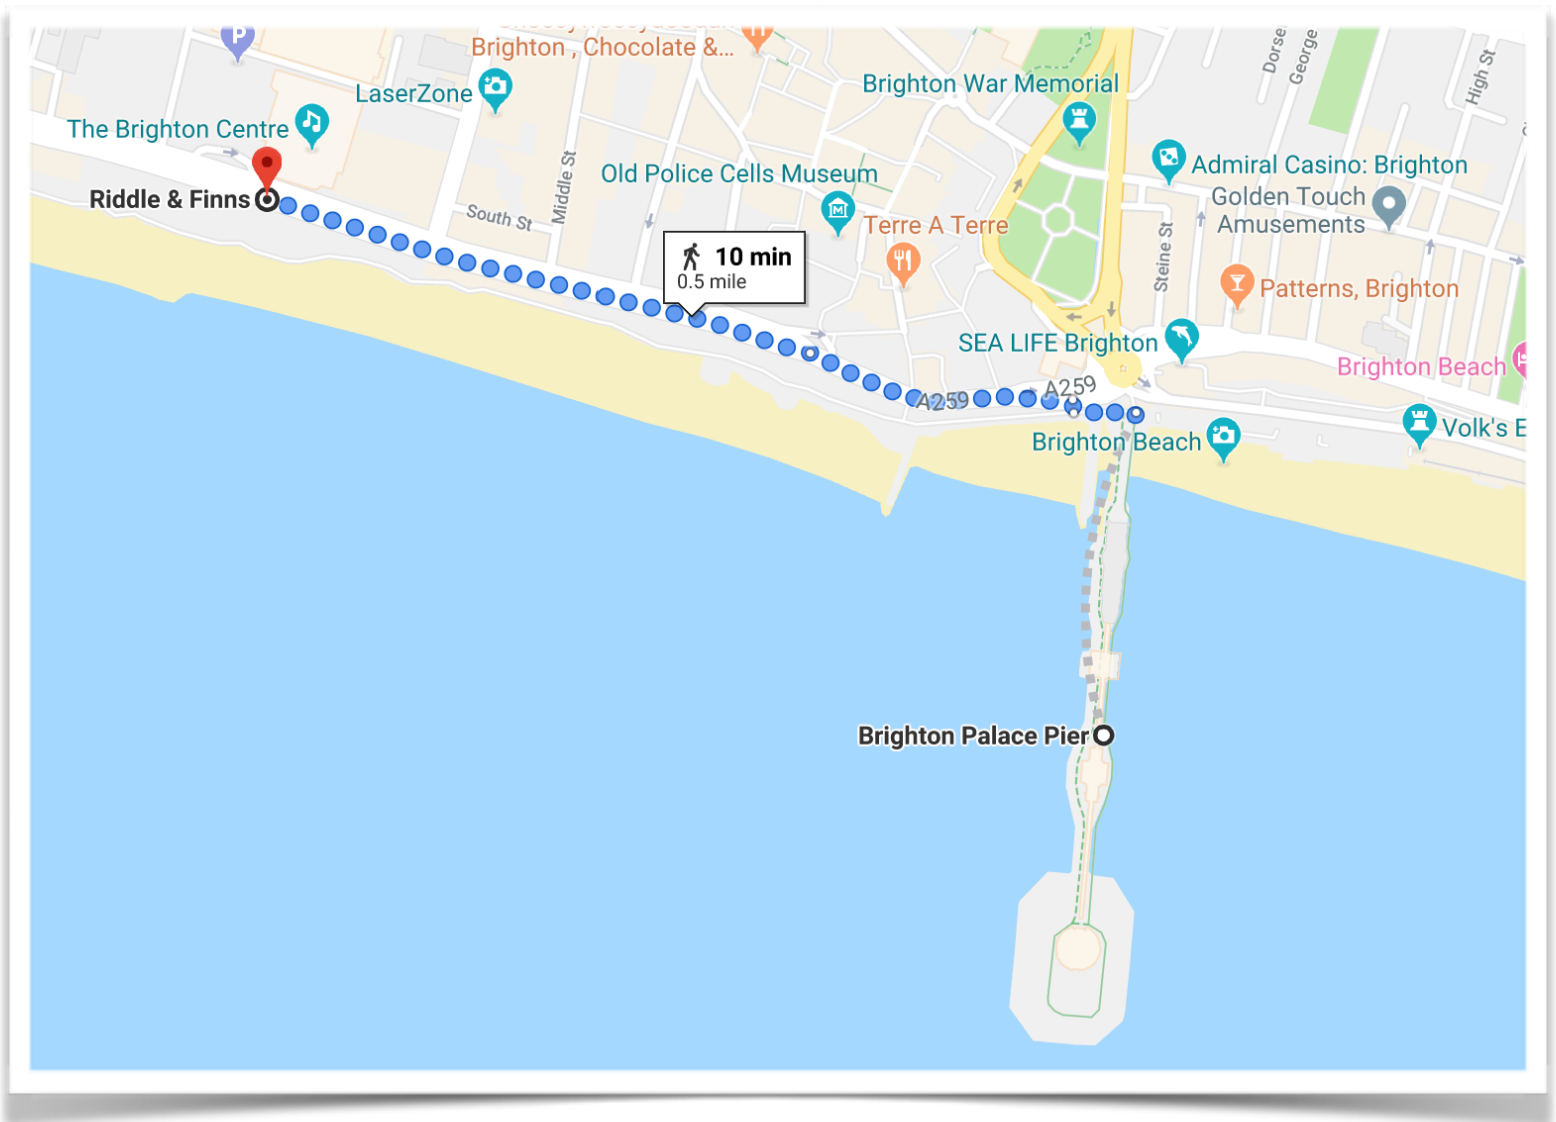 P
Brighton , Chocolate &...
LaserZone
The Brighton Centre
Riddle & Finns
South St
Middle St
Brighton War Memorial
Old Police Cells Museum
M
Terre A Terre
10 min
0.5 mile
Dorse
George
High St
Admiral Casino: Brighton
Golden Touch
Amusements
Steine St
Patterns, Brighton
SEA LIFE Brighton
Brighton Beach
A259
A259
Brighton Beach
Volk's E
Brighton Palace Pier